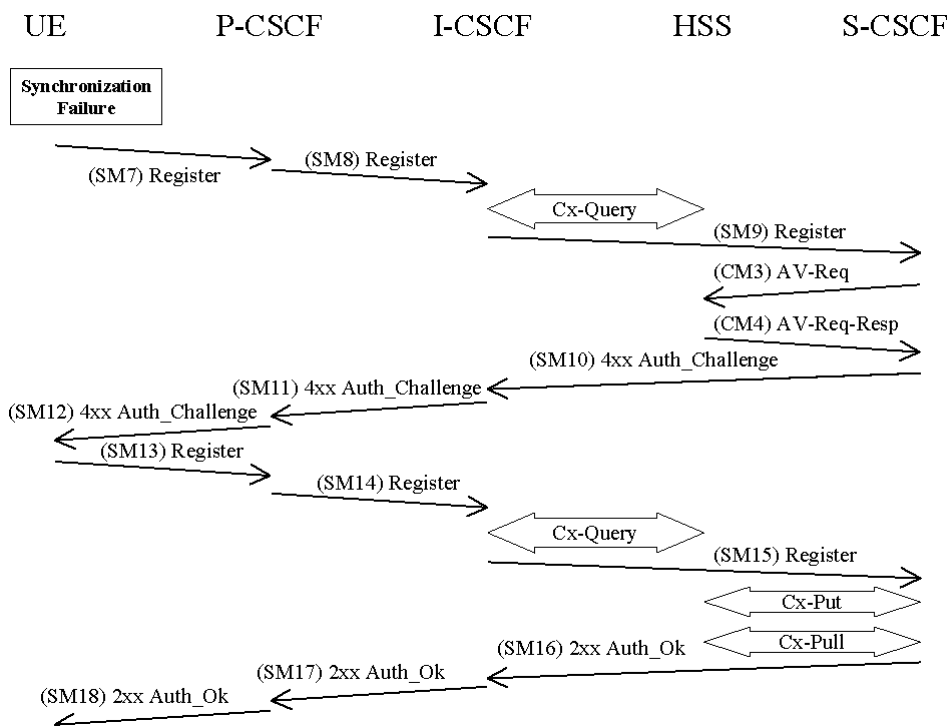 UE P-CSCF I-CSCF HSS S-CSCF
Synchronization
Failure
(SM7) Register
(SM8) Register
Cx-Query
(SM9) Register
(CM3) AV-Req
(CM4) AV-Req-Resp
(SM10) 4xx Auth_Challenge
(SM11) 4xx Auth_Challenge
(SM12) 4xx Auth_Challenge
(SM13) Register
(SM14) Register
Cx-Query
(SM15) Register
Cx-Put
Cx-Pull
(SM16) 2xx Auth_Ok
(SM17) 2xx Auth_Ok
(SM18) 2xx Auth_Ok